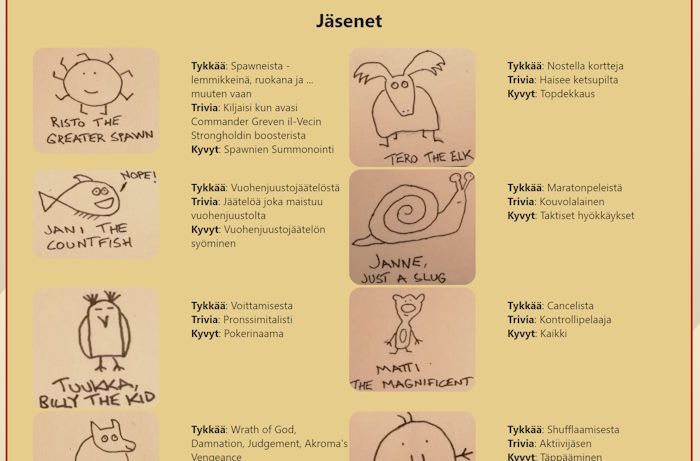 Jäsenet
RISTO THE
GREATER SPAWN
Tykkää: Spawneista -
lemmikkeinä, ruokana ja ...
muuten vaan
Trivia: Kiljaisi kun avasi
Commander Greven il-Vecin
Strongholdin boosterista
Kyvyt: Spawnien Summonointi
TERO THE ELK
Tykkää: Nostella kortteja
Trivia: Haisee ketsupilta
Kyvyt: Topdekkaus
NOPE!
JANI THE
COUNTFISH
Tykkää: Vuohenjuustojäätelöstä
Trivia: Jäätelöä joka maistuu
vuohenjuustolta
Kyvyt: Vuohenjuustojäätelön
syöminen
JANNE,
JUST A SLUG
Tykkää: Maratonpeleistä
Trivia: Kouvolalainen
Kyvyt: Taktiset hyökkäykset
TUUKKA,
BILLY THE KID
Tykkää: Voittamisesta
Trivia: Pronssimitalisti
Kyvyt: Pokerinaama
MATTI
THE MAGNIFICENT
Tykkää: Cancelista
Trivia: Kontrollipelaaja
Kyvyt: Kaikki
Tykkää: Wrath of God,
Damnation, Judgement, Akroma's
Vengeance
Tykkää: Shufflaamisesta
Trivia: Aktiivijäsen
Kyvyt: Täppääminen